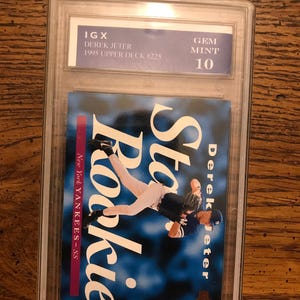 IGX
DEREK JETER
1995 UPPER DECK #225
GEM
MINT
10
Star
Rookie
Derek Jeter
New York YANKEES – SS